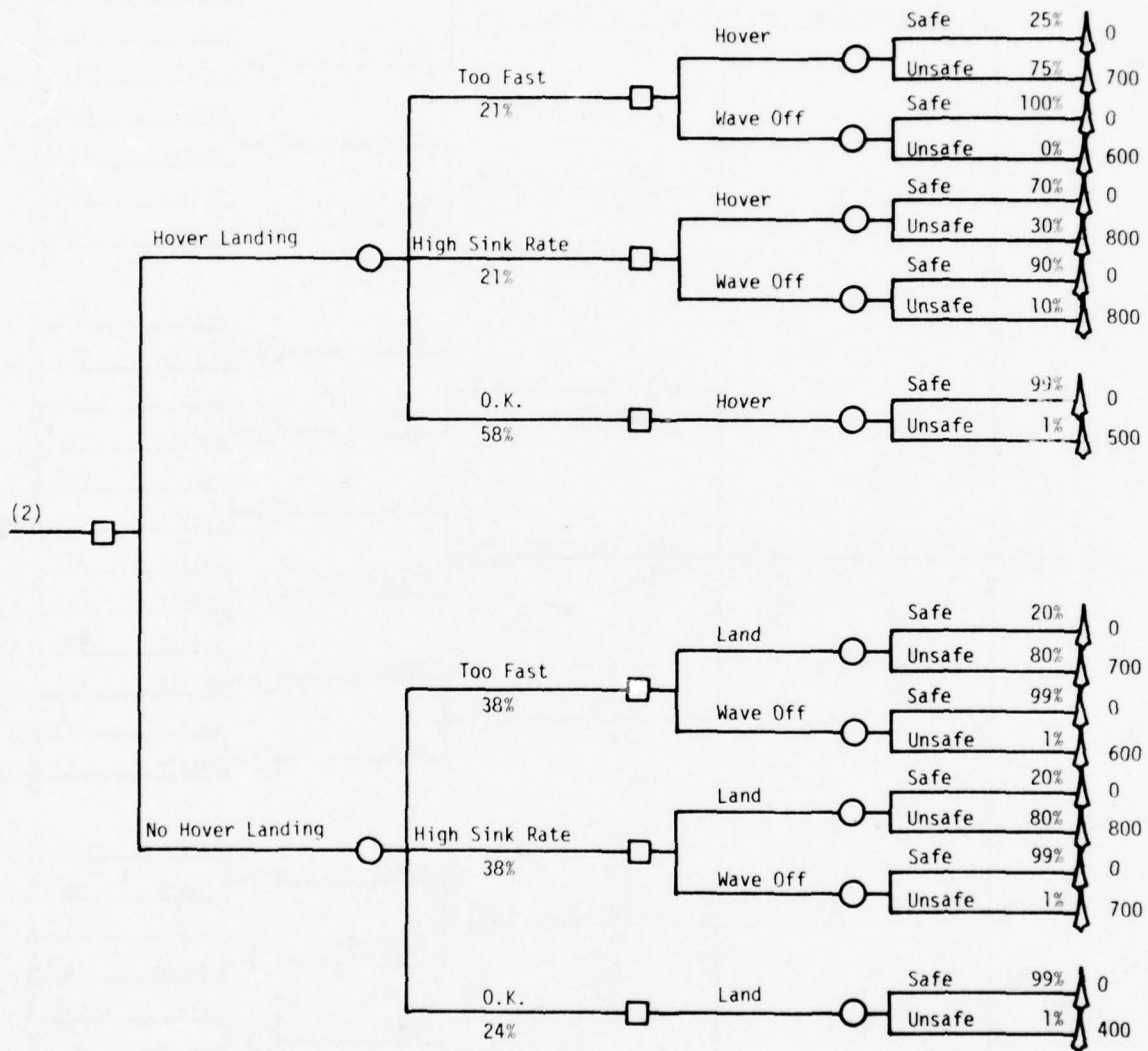 Safe 25% 0
Hover
Unsafe 75% 700
Too Fast
21%
Safe 100% 0
Wave Off
Unsafe 0% 600
Safe 70% 0
Hover
Unsafe 30% 800
Hover Landing
High Sink Rate
21%
Safe 90% 0
Wave Off
Unsafe 10% 800
Safe 99% 0
O.K.
58%
Hover
Unsafe 1% 500
(2)
Safe 20% 0
Land
Unsafe 80% 700
Too Fast
38%
Safe 99% 0
Wave Off
Unsafe 1% 600
Safe 20% 0
Land
Unsafe 80% 800
No Hover Landing
High Sink Rate
38%
Safe 99% 0
Wave Off
Unsafe 1% 700
Safe 99% 0
O.K.
24%
Land
Unsafe 1% 400